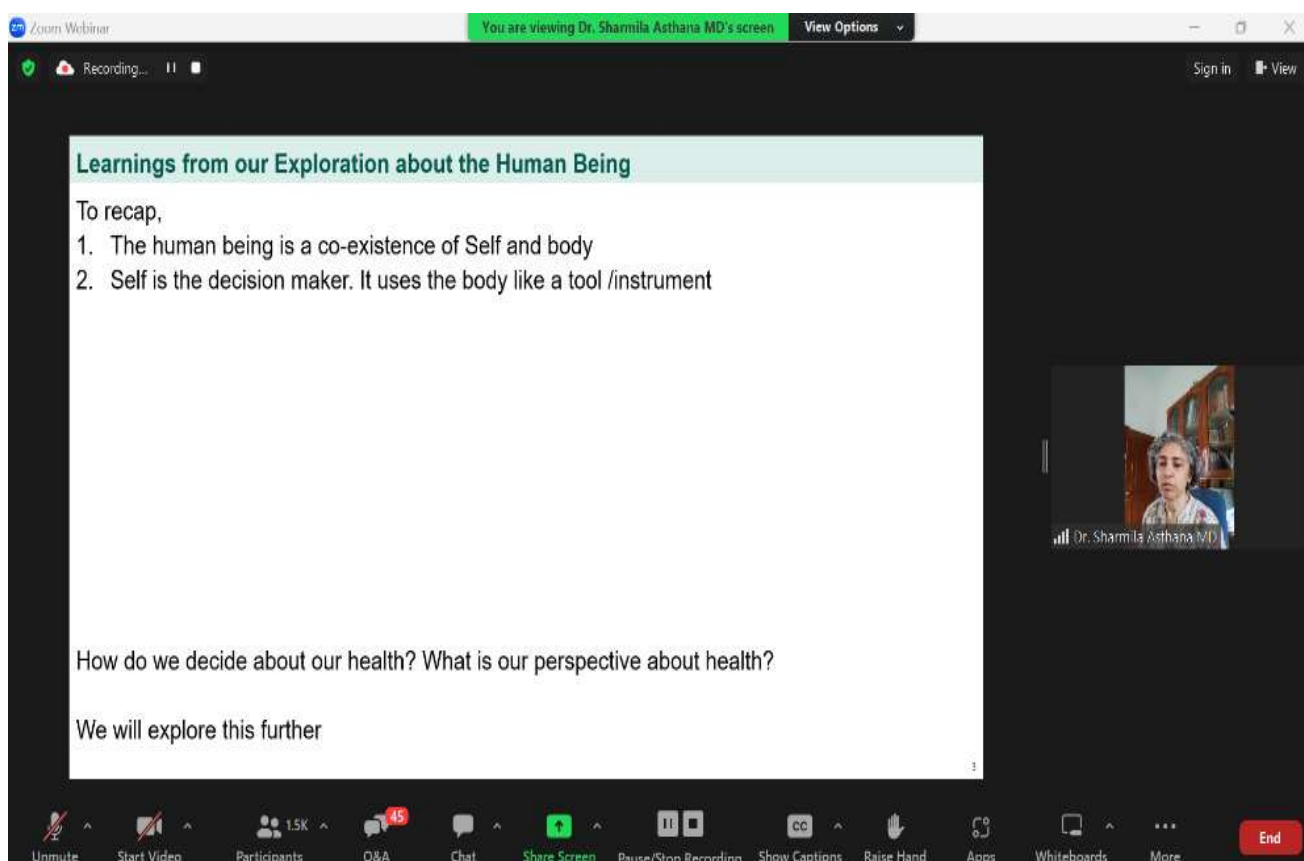 Zoom Webinar
You are viewing Dr. Sharmila Asthana MD's screen
View Options
Recording...
Sign in
View
Learnings from our Exploration about the Human Being
To recap,
1. The human being is a co-existence of Self and body
2. Self is the decision maker. It uses the body like a tool /instrument
How do we decide about our health? What is our perspective about health?
We will explore this further
3
Dr. Sharmila Asthana MD
45
1.5K
CC
Unmute
Start Video
Participants
Q&A
Chat
Share Screen
Pause/Stop Recording
Show Captions
Raise Hand
Apps
Whiteboards
More
End